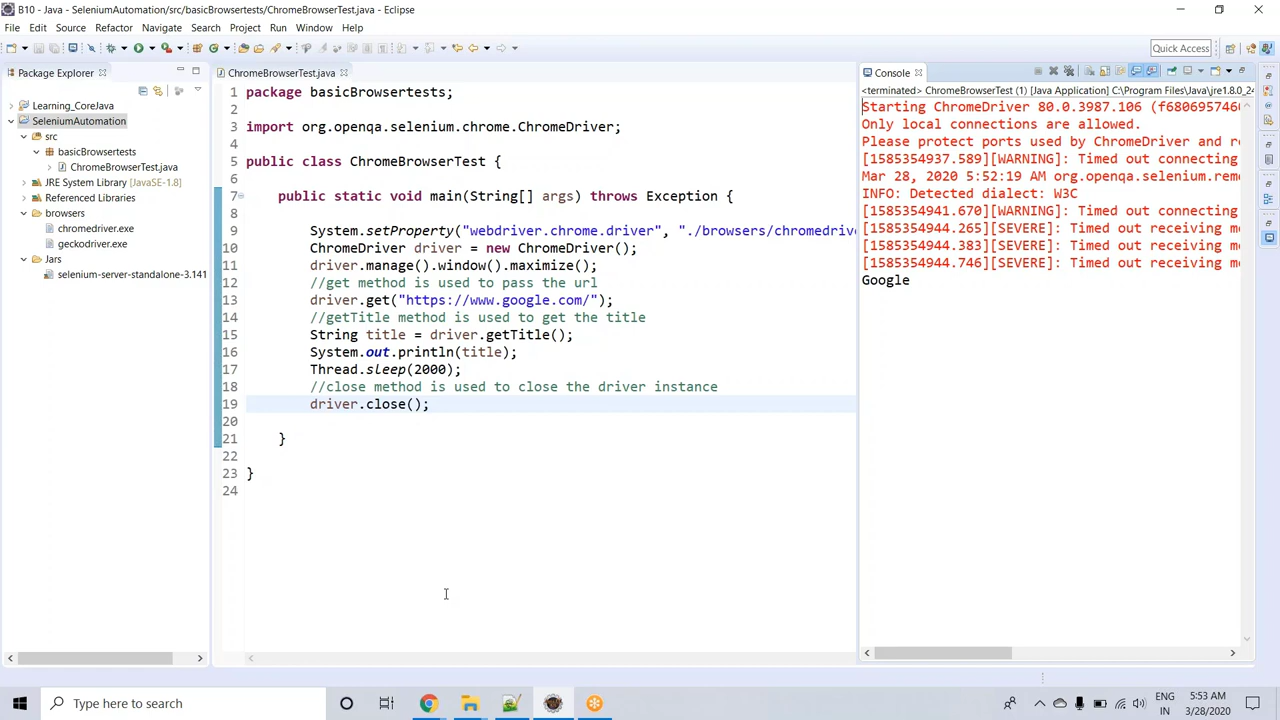 B10 - Java - SeleniumAutomation/src/basicBrowsertests/ChromeBrowserTest.java - Eclipse
File Edit Source Refactor Navigate Search Project Run Window Help
Quick Access
Package Explorer
Learning_CoreJava
SeleniumAutomation
src
basicBrowsertests
ChromeBrowserTest.java
JRE System Library [JavaSE-1.8]
Referenced Libraries
browsers
chromedriver.exe
geckodriver.exe
Jars
selenium-server-standalone-3.141
ChromeBrowserTest.java
1 package basicBrowsertests;
2
3 import org.openqa.selenium.chrome.ChromeDriver;
4
5 public class ChromeBrowserTest {
6
7 public static void main(String[] args) throws Exception {
8
9 System.setProperty("webdriver.chrome.driver", "./browsers/chromedrive
10 ChromeDriver driver = new ChromeDriver();
11 driver.manage().window().maximize();
12 //get method is used to pass the url
13 driver.get("https://www.google.com/");
14 //getTitle method is used to get the title
15 String title = driver.getTitle();
16 System.out.println(title);
17 Thread.sleep(2000);
18 //close method is used to close the driver instance
19 driver.close();
20
21 }
22
23 }
24
Console
<terminated> ChromeBrowserTest (1) [Java Application] C:\Program Files\Java\jre1.8.0_24
Starting ChromeDriver 80.0.3987.106 (f68069574
Only local connections are allowed.
Please protect ports used by ChromeDriver and re
[1585354937.589][WARNING]: Timed out connecting
Mar 28, 2020 5:52:19 AM org.openqa.selenium.remo
INFO: Detected dialect: W3C
[1585354941.670][WARNING]: Timed out connecting
[1585354944.265][SEVERE]: Timed out receiving me
[1585354944.383][SEVERE]: Timed out receiving me
[1585354944.746][SEVERE]: Timed out receiving me
Google
Type here to search
ENG
IN
5:53 AM
3/28/2020